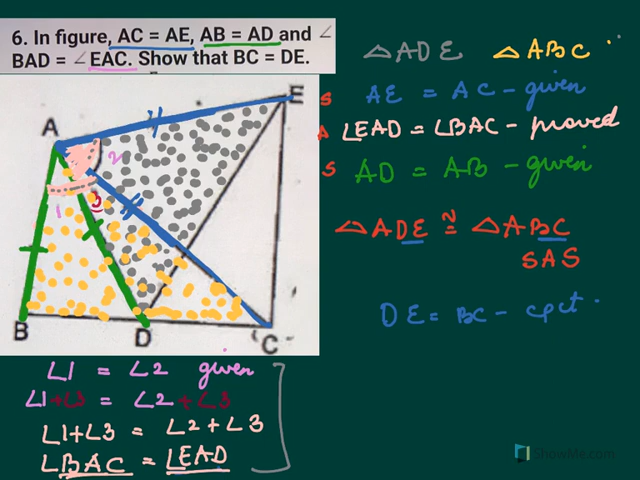 6. In figure, AC = AE, AB = AD and ∠
BAD = ∠EAC. Show that BC = DE.
△ADE △ABC
S AE = AC - given
A ∠EAD = ∠BAC - proved
S AD = AB - given
△ADE ≅ △ABC
SAS
DE = BC - cpct.
A
E
2
1
3
B
D
C
∠1 = ∠2 given
∠1+∠3 = ∠2+∠3
∠1+∠3 = ∠2+∠3
∠BAC = ∠EAD
ShowMe.com